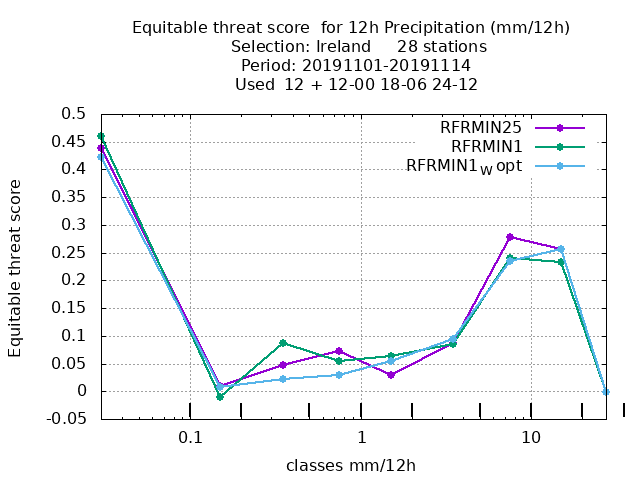 Equitable threat score for 12h Precipitation (mm/12h)
Selection: Ireland 28 stations
Period: 20191101-20191114
Used 12 + 12-00 18-06 24-12
RFRMIN25
RFRMIN1
RFRMIN1W opt
Equitable threat score
0.5
0.45
0.4
0.35
0.3
0.25
0.2
0.15
0.1
0.05
0
-0.05
0.1 1 10
classes mm/12h